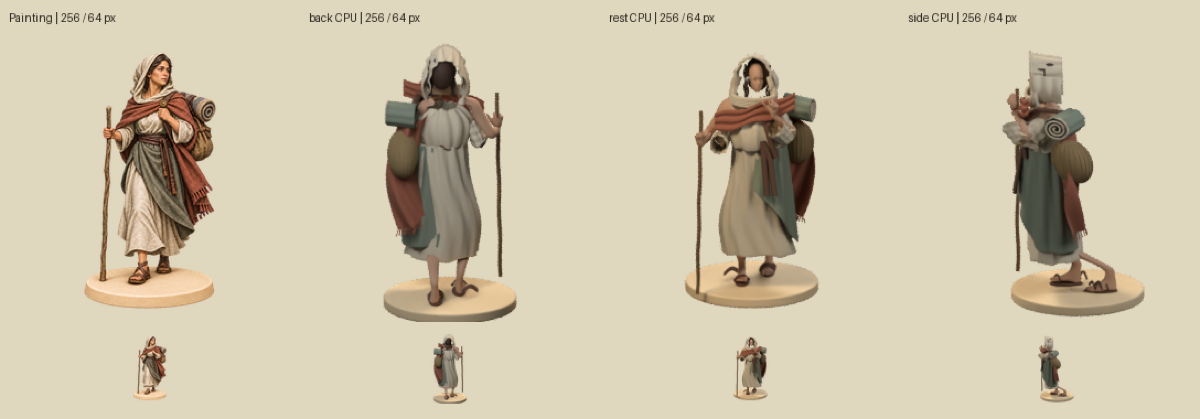 Painting | 256 / 64 px
back CPU | 256 / 64 px
rest CPU | 256 / 64 px
side CPU | 256 / 64 px